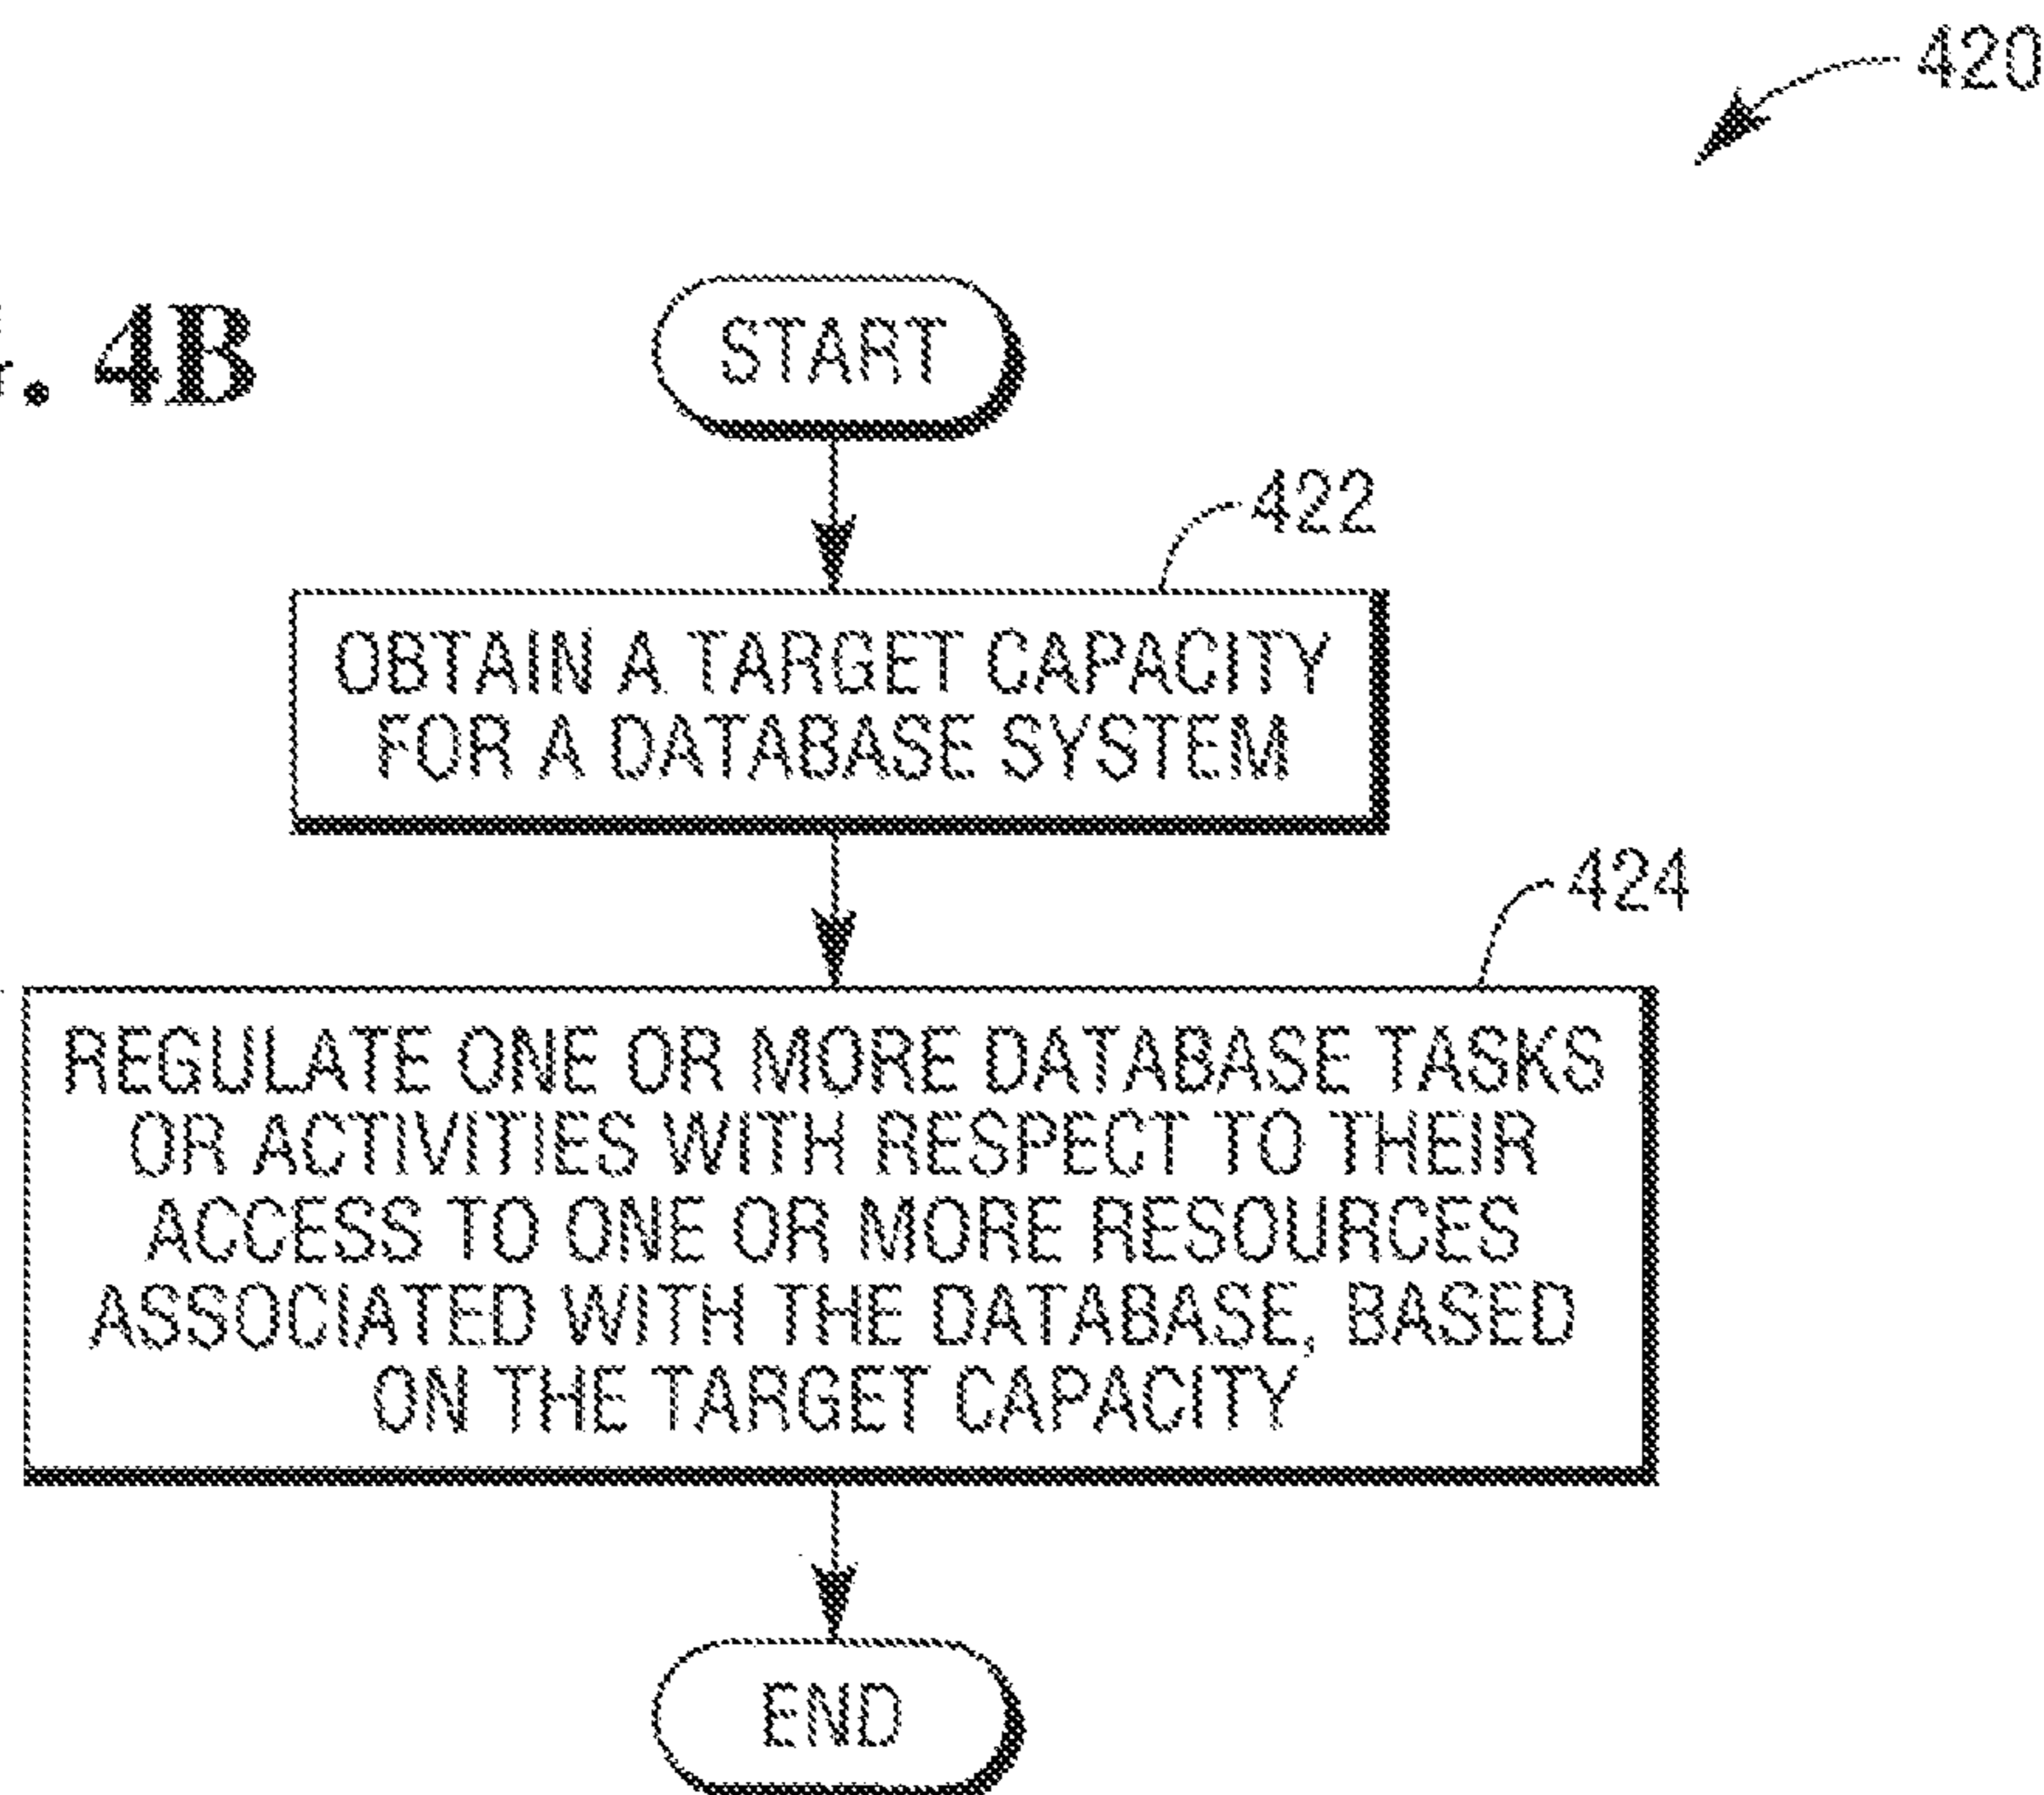 420
. 4B
START
422
OBTAIN A TARGET CAPACITY
FOR A DATABASE SYSTEM
424
REGULATE ONE OR MORE DATABASE TASKS
OR ACTIVITIES WITH RESPECT TO THEIR
ACCESS TO ONE OR MORE RESOURCES
ASSOCIATED WITH THE DATABASE, BASED
ON THE TARGET CAPACITY
END